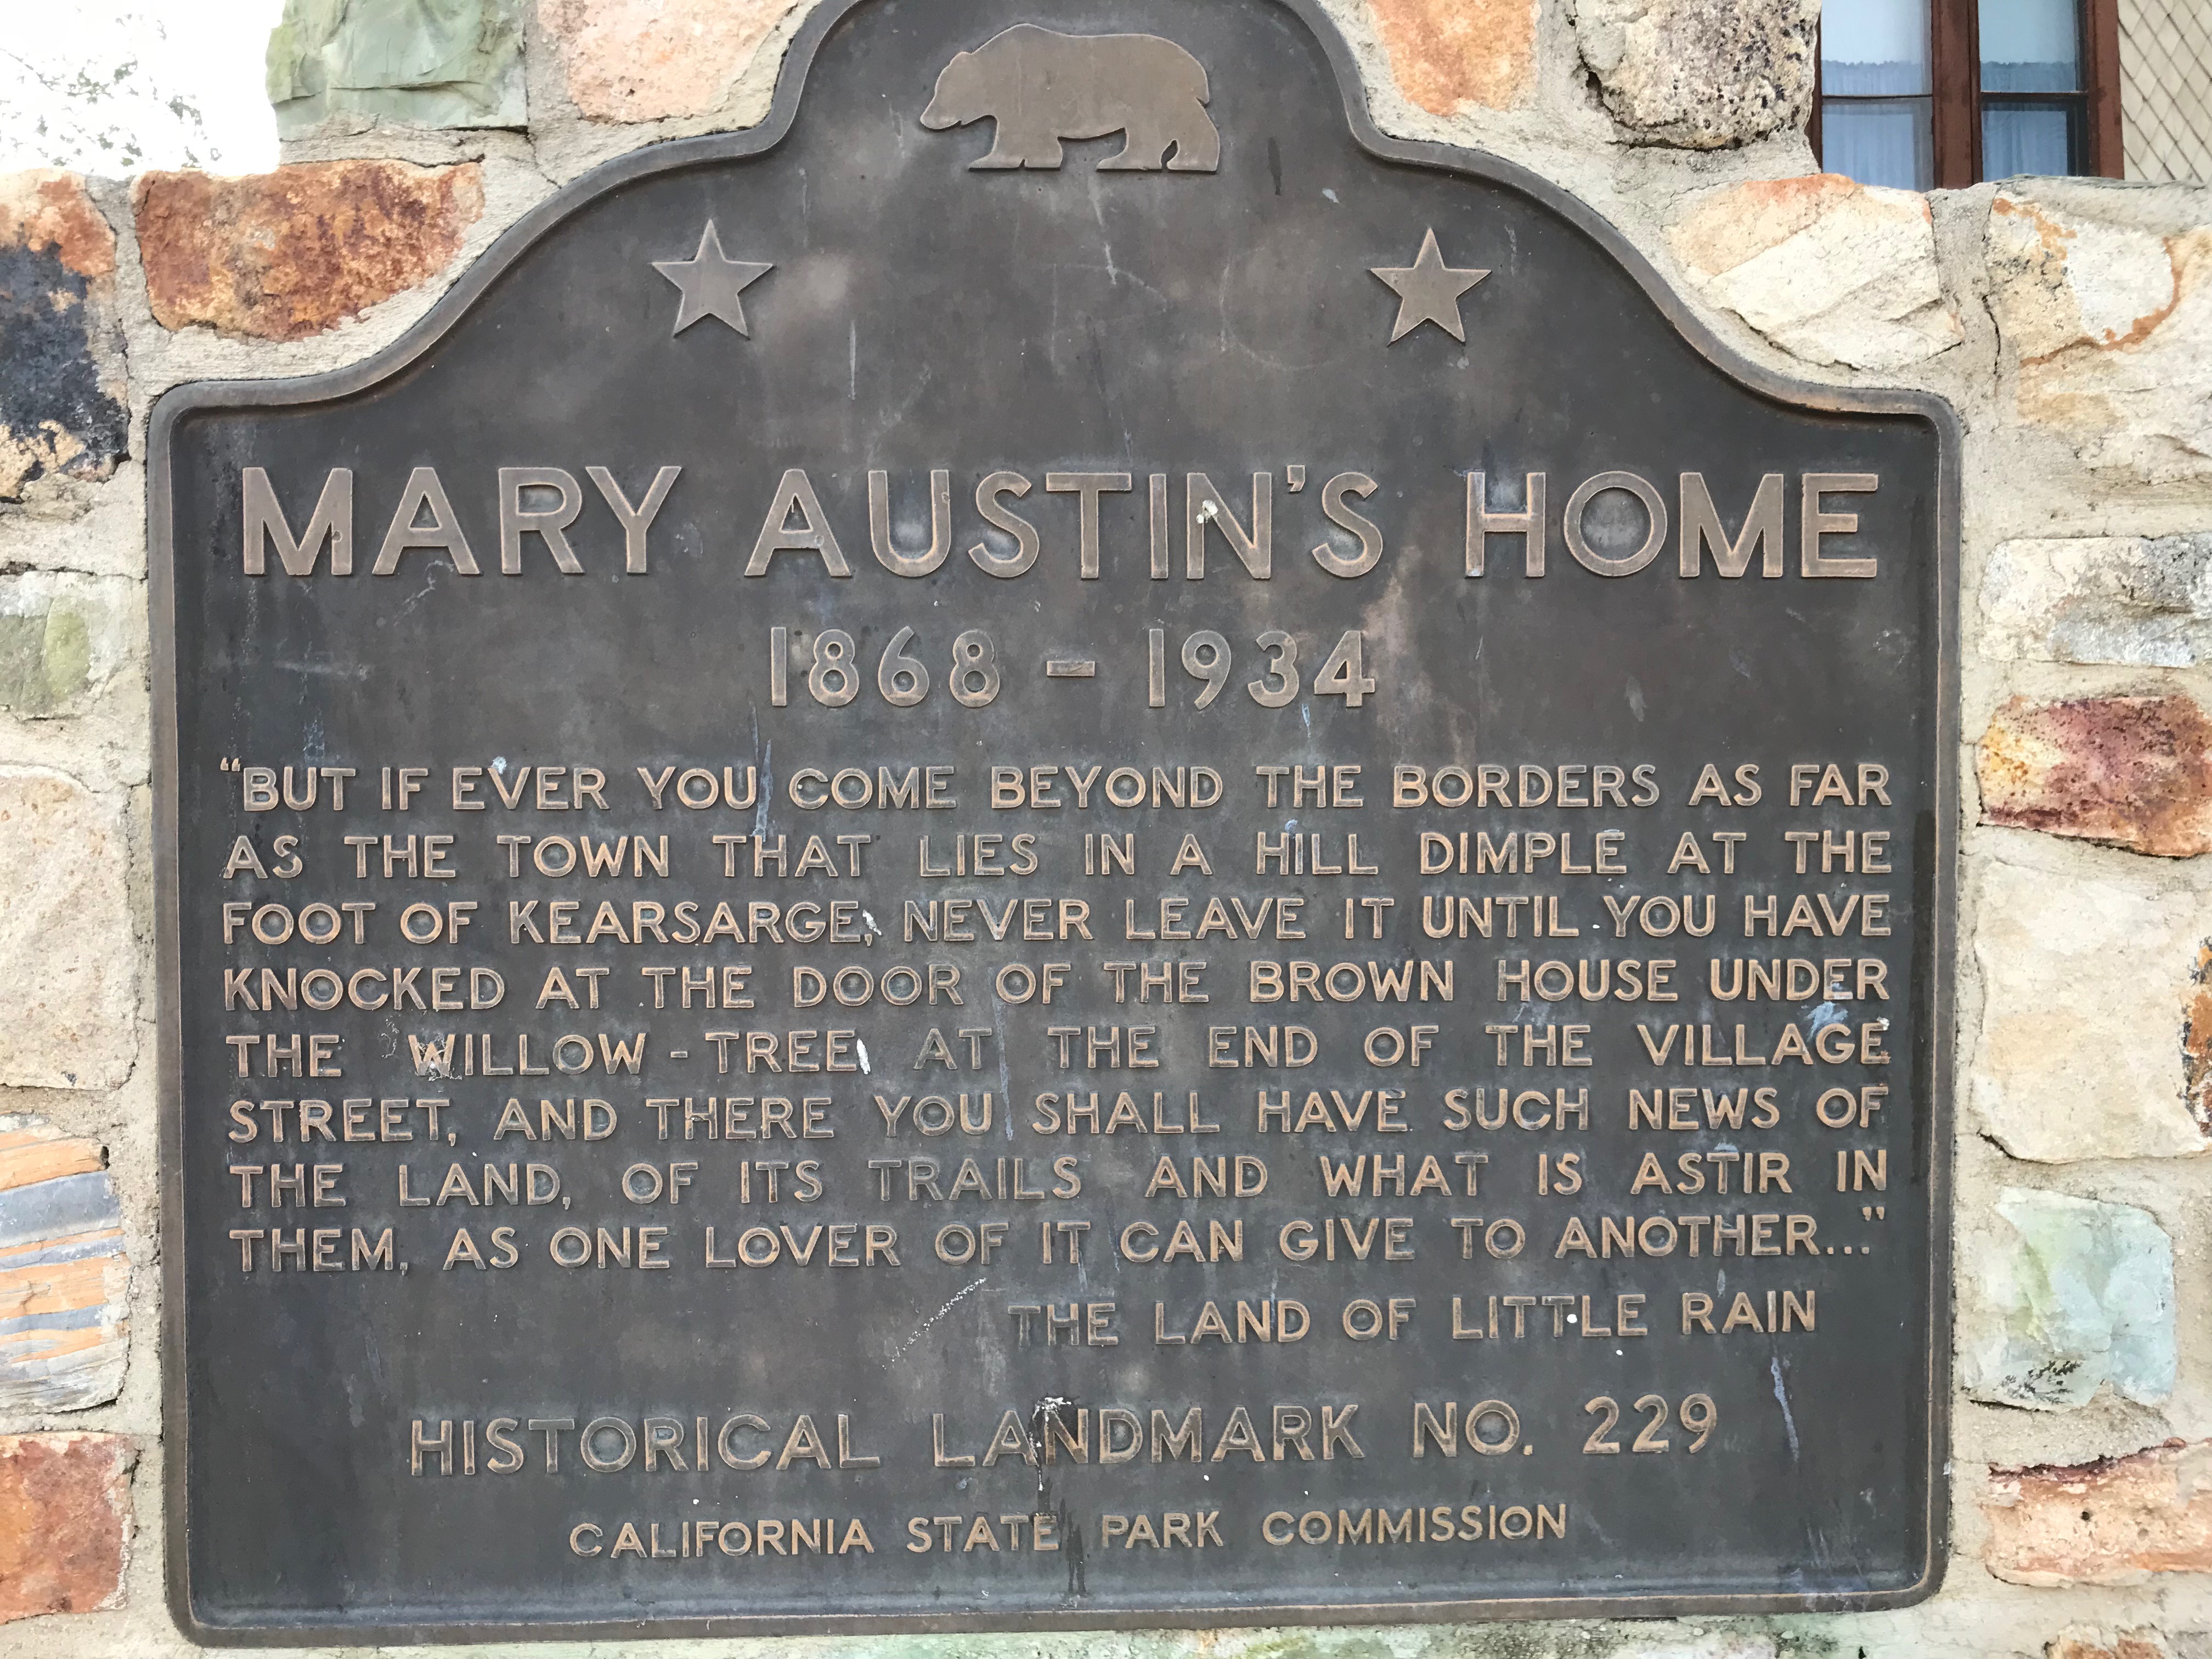 MARY AUSTIN'S HOME
1868 - 1934
"BUT IF EVER YOU COME BEYOND THE BORDERS AS FAR
AS THE TOWN THAT LIES IN A HILL DIMPLE AT THE
FOOT OF KEARSARGE, NEVER LEAVE IT UNTIL YOU HAVE
KNOCKED AT THE DOOR OF THE BROWN HOUSE UNDER
THE WILLOW-TREE AT THE END OF THE VILLAGE
STREET, AND THERE YOU SHALL HAVE SUCH NEWS OF
THE LAND, OF ITS TRAILS AND WHAT IS ASTIR IN
THEM, AS ONE LOVER OF IT CAN GIVE TO ANOTHER..."
THE LAND OF LITTLE RAIN
HISTORICAL LANDMARK NO. 229
CALIFORNIA STATE PARK COMMISSION